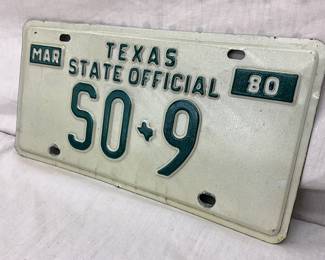 TEXAS
MAR 80
STATE OFFICIAL
SO 9